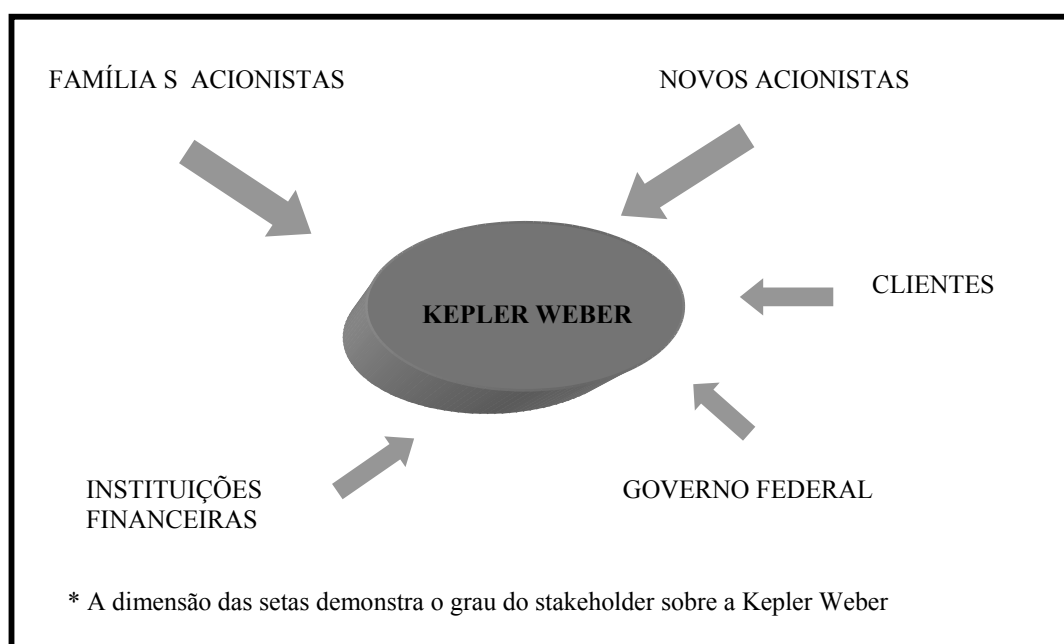 FAMÍLIA S ACIONISTAS
NOVOS ACIONISTAS
CLIENTES
KEPLER WEBER
INSTITUIÇÕES
FINANCEIRAS
GOVERNO FEDERAL
* A dimensão das setas demonstra o grau do stakeholder sobre a Kepler Weber